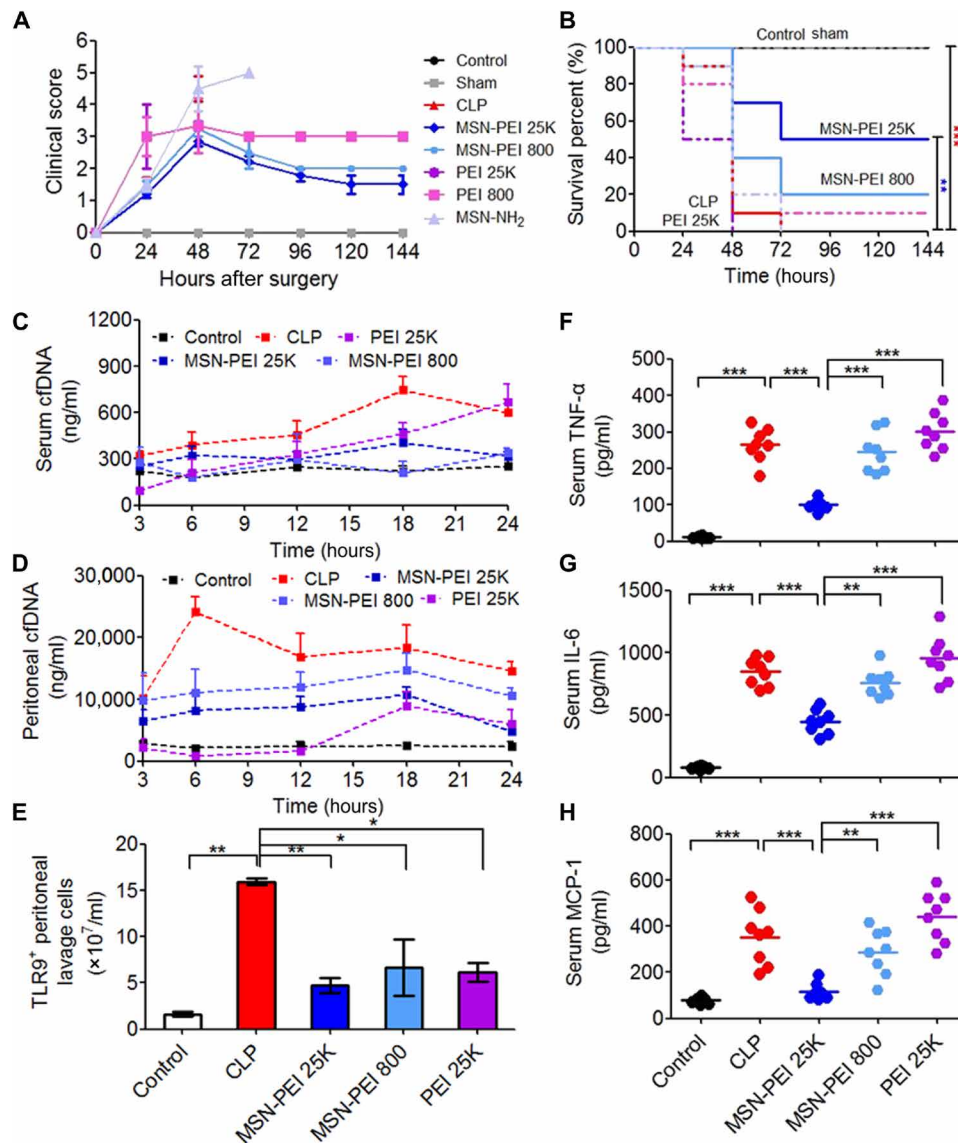 A
Clinical score
6
5
4
3
2
1
0
0 24 48 72 96 120 144
Hours after surgery
Control
Sham
CLP
MSN-PEI 25K
MSN-PEI 800
PEI 25K
PEI 800
MSN-NH2
B
Survival percent (%)
Control sham
100
80
60
40
20
0
MSN-PEI 25K
MSN-PEI 800
CLP
PEI 25K
**
***
0 24 48 72 96 120 144
Time (hours)
C
Serum cfDNA
(ng/ml)
1200
900
600
300
0
Control CLP PEI 25K
MSN-PEI 25K MSN-PEI 800
3 6 9 12 15 18 21 24
Time (hours)
D
Peritoneal cfDNA
(ng/ml)
30,000
20,000
10,000
0
Control CLP MSN-PEI 25K
MSN-PEI 800 PEI 25K
3 6 9 12 15 18 21 24
Time (hours)
E
TLR9+ peritoneal
lavage cells
(×10⁷/ml)
20
15
10
5
0
*
*
** **
Control
CLP
MSN-PEI 25K
MSN-PEI 800
PEI 25K
F
Serum TNF-α
(pg/ml)
500
400
300
200
100
0
***
*** *** ***
G
Serum IL-6
(pg/ml)
1500
1000
500
0
***
*** *** **
H
Serum MCP-1
(pg/ml)
800
600
400
200
0
***
*** *** **
Control
CLP
MSN-PEI 25K
MSN-PEI 800
PEI 25K